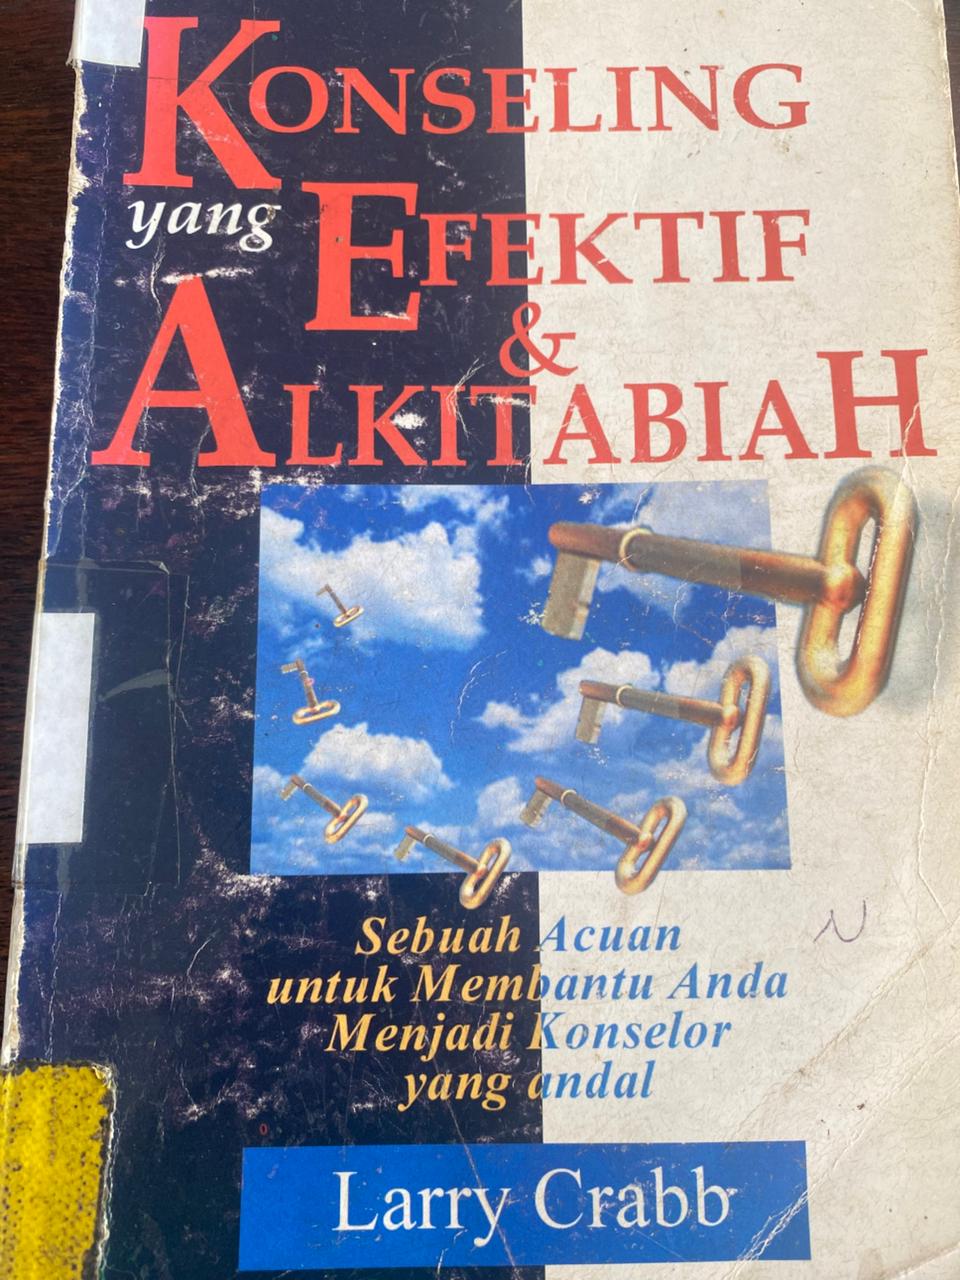 KONSELING
yang EFEKTIF
&
ALKITABIAH
Sebuah Acuan
untuk Membantu Anda
Menjadi Konselor
yang andal
Larry Crabb
N